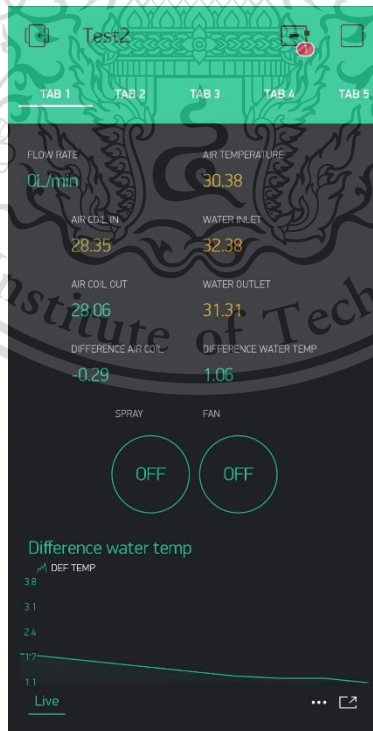 Test2
TAB 1 TAB 2 TAB 3 TAB 4 TAB 5
FLOW RATE AIR TEMPERATURE
0L/min 30.38
AIR COIL IN WATER INLET
28.35 32.38
AIR COIL OUT WATER OUTLET
28.06 31.31
DIFFERENCE AIR COIL DIFFERENCE WATER TEMP
-0.29 1.06
SPRAY FAN
OFF OFF
Difference water temp
DEF TEMP
3.8
3.1
2.4
1.7
1.1
Live
stitute of Tech